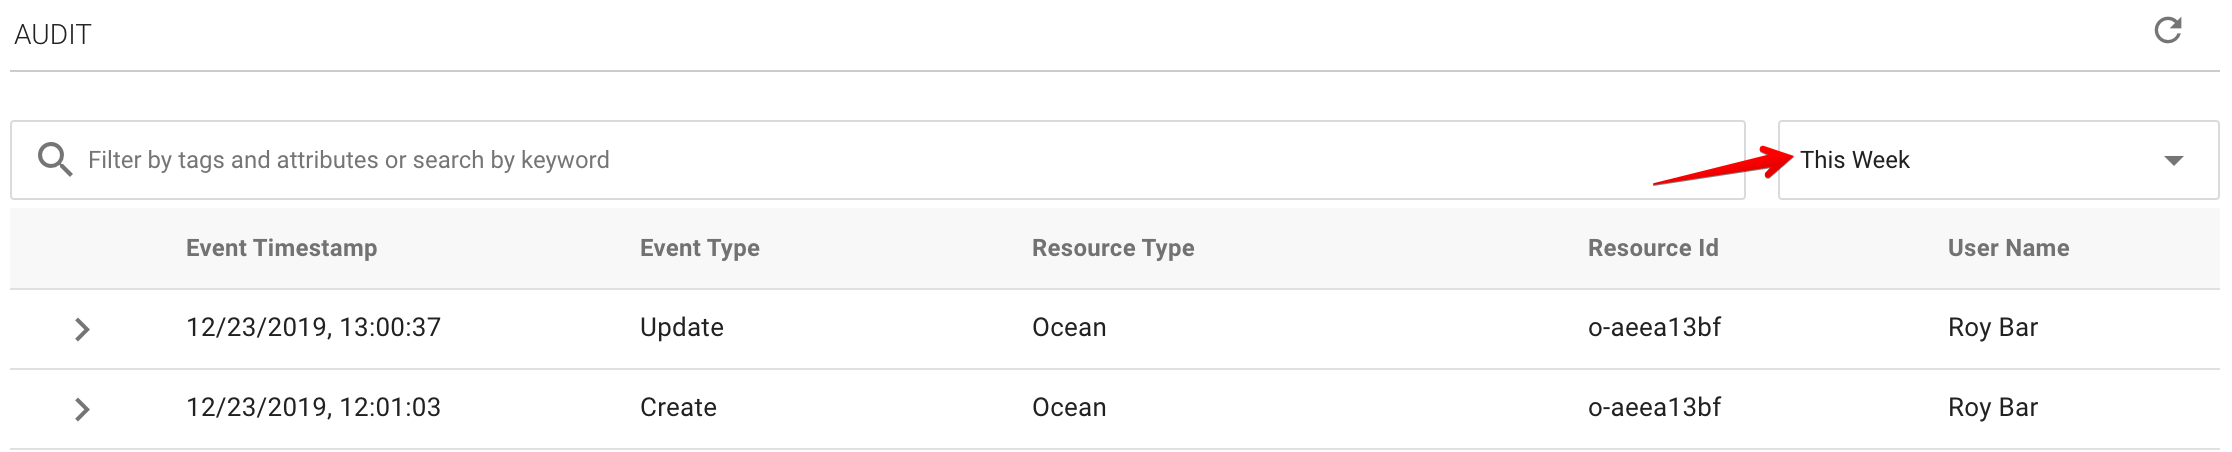 AUDIT
Filter by tags and attributes or search by keyword This Week
Event Timestamp Event Type Resource Type Resource Id User Name
12/23/2019, 13:00:37 Update Ocean o-aeea13bf Roy Bar
12/23/2019, 12:01:03 Create Ocean o-aeea13bf Roy Bar